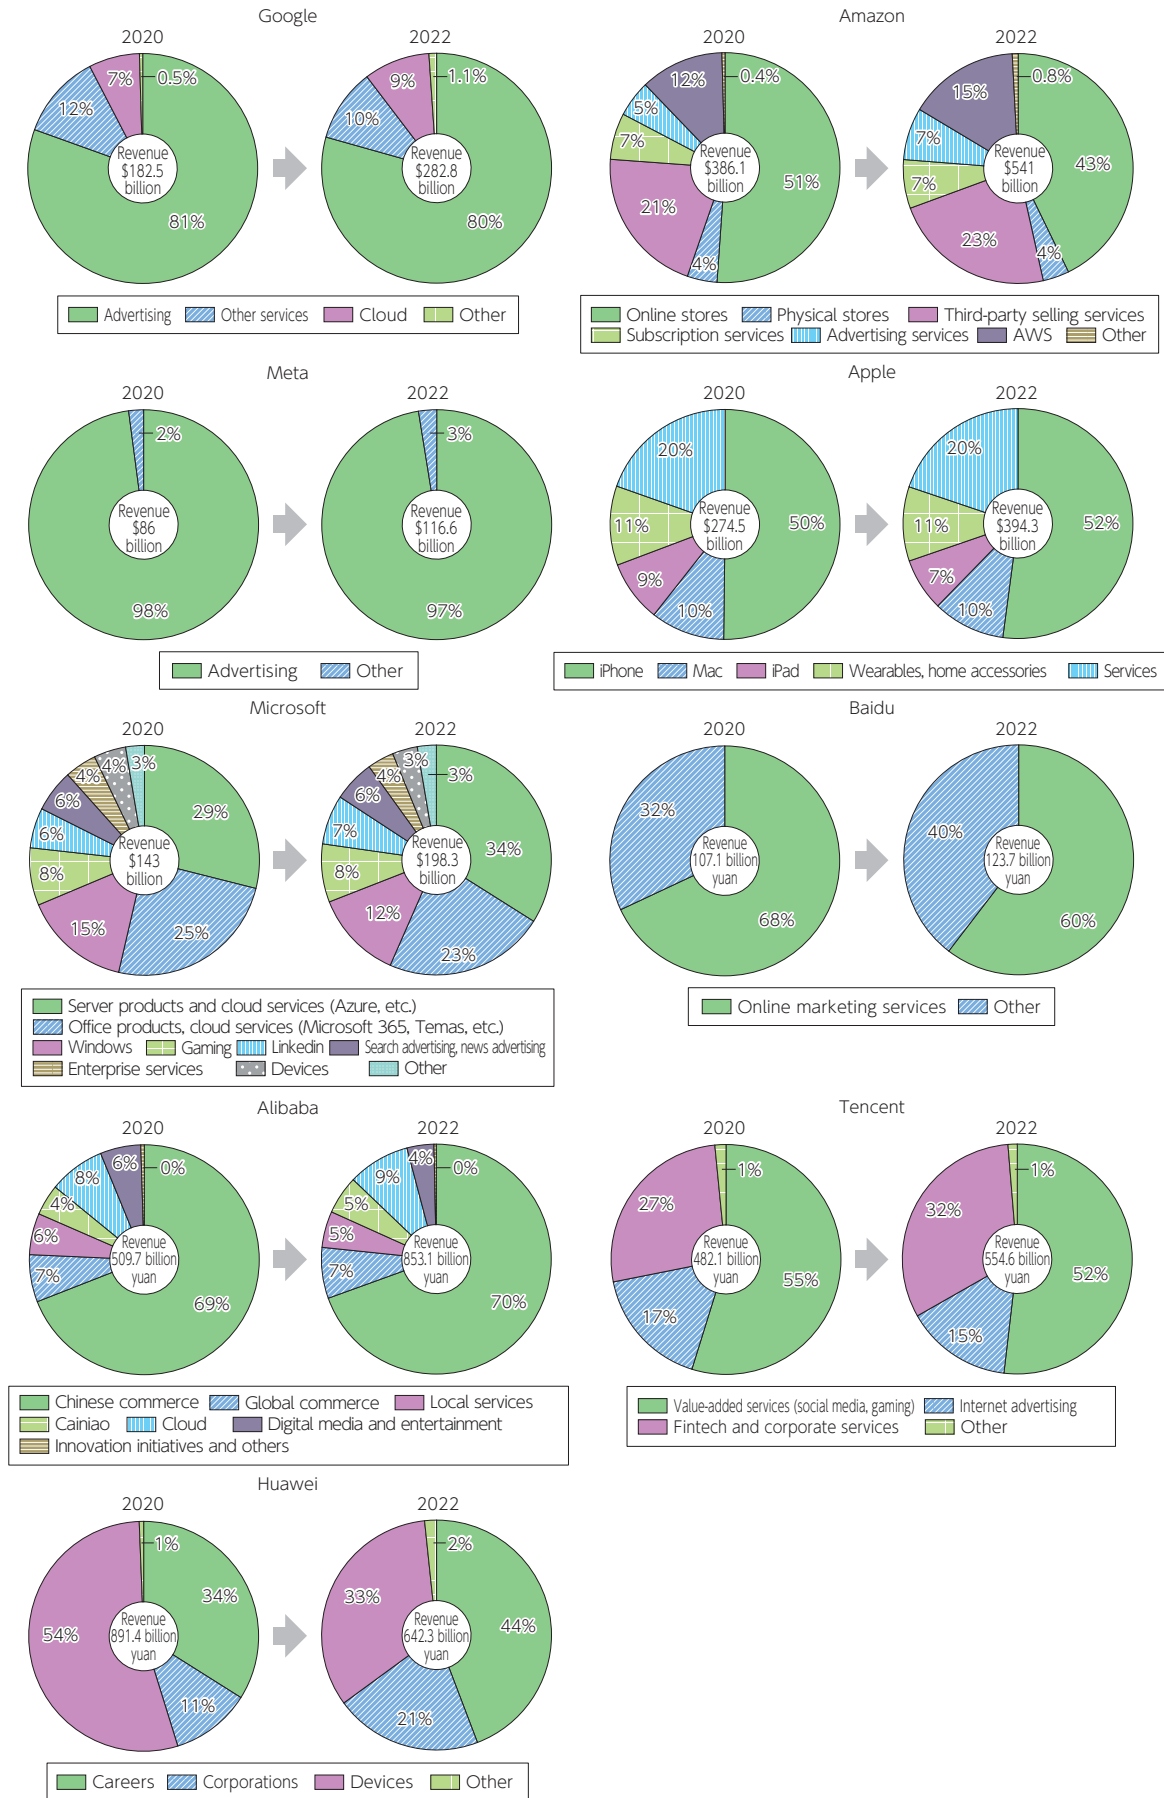 Google
2020
2022
7%
0.5%
12%
Revenue
$182.5
billion
81%
9%
1.1%
10%
Revenue
$282.8
billion
80%
Advertising
Other services
Cloud
Other
Amazon
2020
2022
12%
0.4%
5%
7%
Revenue
$386.1
billion
51%
21%
4%
0.8%
15%
7%
Revenue
$541
billion
43%
7%
23%
4%
Online stores
Physical stores
Third-party selling services
Subscription services
Advertising services
AWS
Other
Meta
2020
2022
2%
Revenue
$86
billion
98%
3%
Revenue
$116.6
billion
97%
Advertising
Other
Apple
2020
2022
20%
11%
Revenue
$274.5
billion
50%
9%
10%
20%
11%
Revenue
$394.3
billion
52%
7%
10%
iPhone
Mac
iPad
Wearables, home accessories
Services
Microsoft
2020
2022
4%
4%
3%
6%
29%
6%
Revenue
$143
billion
8%
15%
25%
3%
4%
3%
6%
7%
Revenue
$198.3
billion
34%
8%
12%
23%
Server products and cloud services (Azure, etc.)
Office products, cloud services (Microsoft 365, Temas, etc.)
Windows
Gaming
Linkedin
Search advertising, news advertising
Enterprise services
Devices
Other
Baidu
2020
2022
32%
Revenue
107.1 billion
yuan
68%
40%
Revenue
123.7 billion
yuan
60%
Online marketing services
Other
Alibaba
2020
2022
6%
0%
8%
4%
6%
Revenue
509.7 billion
yuan
7%
69%
4%
0%
9%
5%
5%
Revenue
853.1 billion
yuan
7%
70%
Chinese commerce
Global commerce
Local services
Cainiao
Cloud
Digital media and entertainment
Innovation initiatives and others
Tencent
2020
2022
1%
27%
Revenue
482.1 billion
yuan
55%
17%
1%
32%
Revenue
554.6 billion
yuan
52%
15%
Value-added services (social media, gaming)
Internet advertising
Fintech and corporate services
Other
Huawei
2020
2022
1%
34%
54%
Revenue
891.4 billion
yuan
11%
2%
33%
Revenue
642.3 billion
yuan
44%
21%
Careers
Corporations
Devices
Other